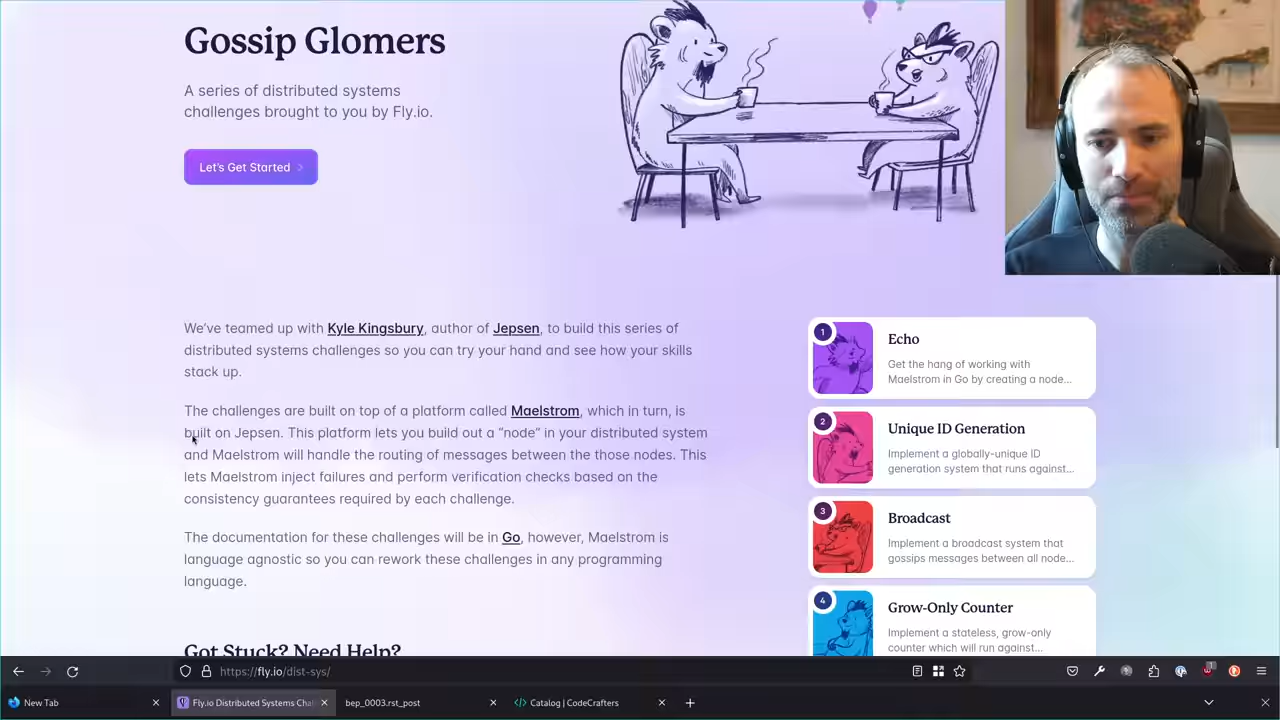 Gossip Glomers
A series of distributed systems
challenges brought to you by Fly.io.
Let's Get Started
We've teamed up with Kyle Kingsbury, author of Jepsen, to build this series of
distributed systems challenges so you can try your hand and see how your skills
stack up.
The challenges are built on top of a platform called Maelstrom, which in turn, is
built on Jepsen. This platform lets you build out a “node” in your distributed system
and Maelstrom will handle the routing of messages between the those nodes. This
lets Maelstrom inject failures and perform verification checks based on the
consistency guarantees required by each challenge.
The documentation for these challenges will be in Go, however, Maelstrom is
language agnostic so you can rework these challenges in any programming
language.
Got Stuck? Need Help?
1
Echo
Get the hang of working with
Maelstrom in Go by creating a node...
2
Unique ID Generation
Implement a globally-unique ID
generation system that runs against...
3
Broadcast
Implement a broadcast system that
gossips messages between all node...
4
Grow-Only Counter
Implement a stateless, grow-only
counter which will run against...
https://fly.io/dist-sys/
1
New Tab
Fly.io Distributed Systems Chal
bep_0003.rst_post
Catalog | CodeCrafters